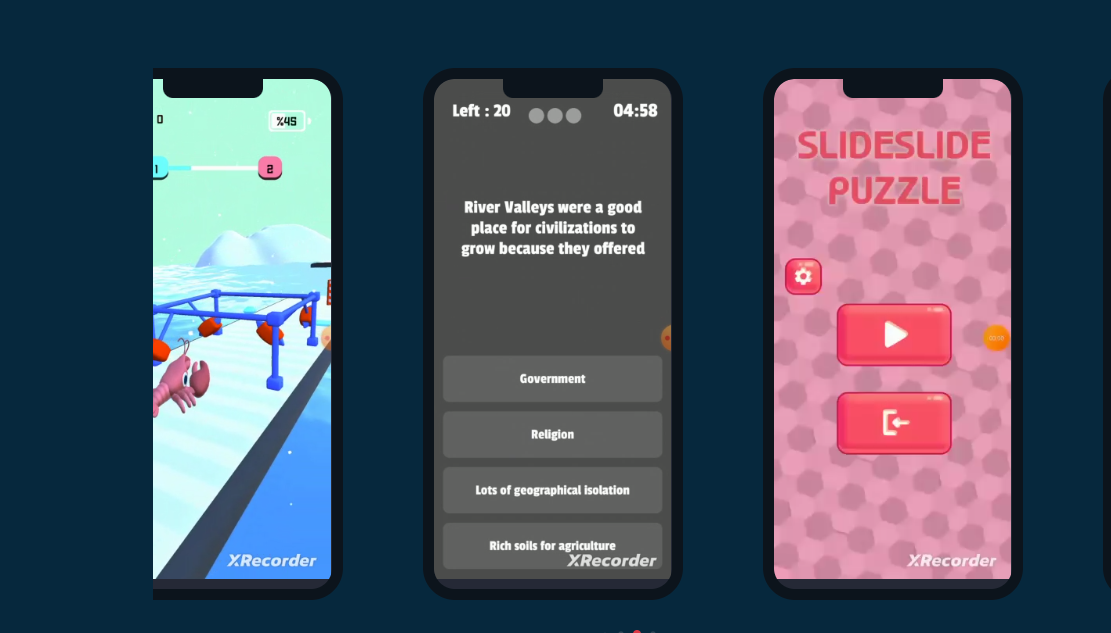 0
%45
1
2
XRecorder
Left : 20
04:58
River Valleys were a good
place for civilizations to
grow because they offered
Government
Religion
Lots of geographical isolation
Rich soils for agriculture
XRecorder
SLIDESLIDE
PUZZLE
XRecorder